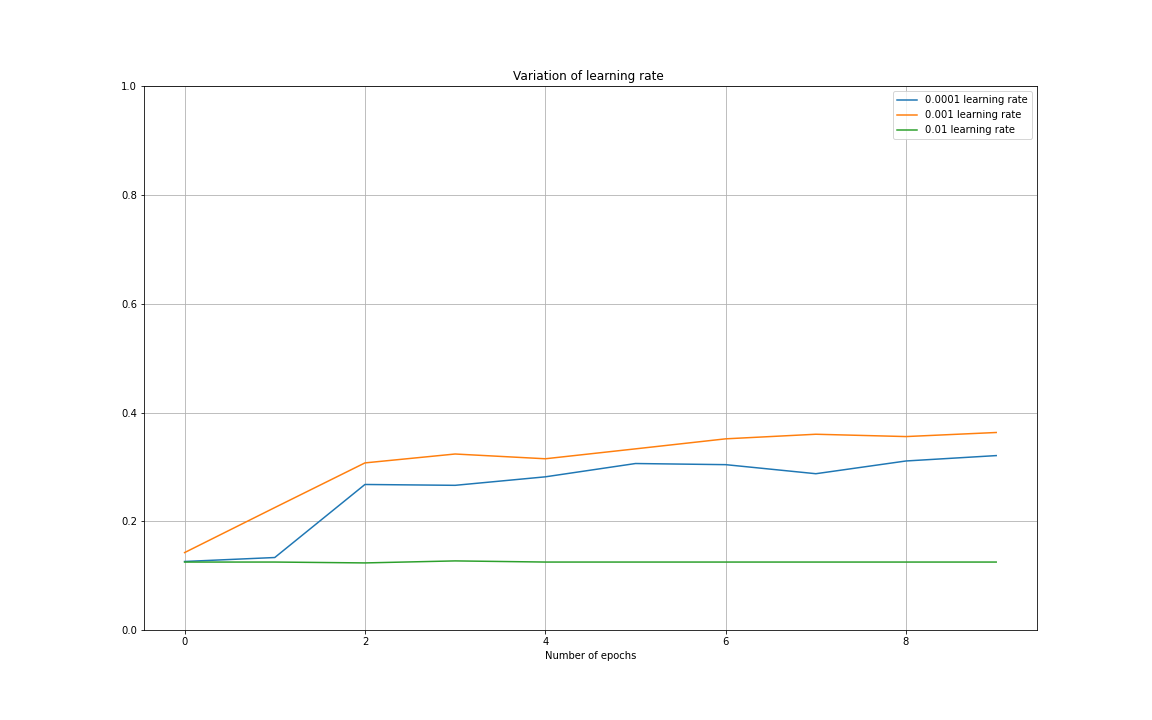 Variation of learning rate
1.0
0.8
0.6
0.4
0.2
0.0
0.0001 learning rate
0.001 learning rate
0.01 learning rate
0 2 4 6 8
Number of epochs